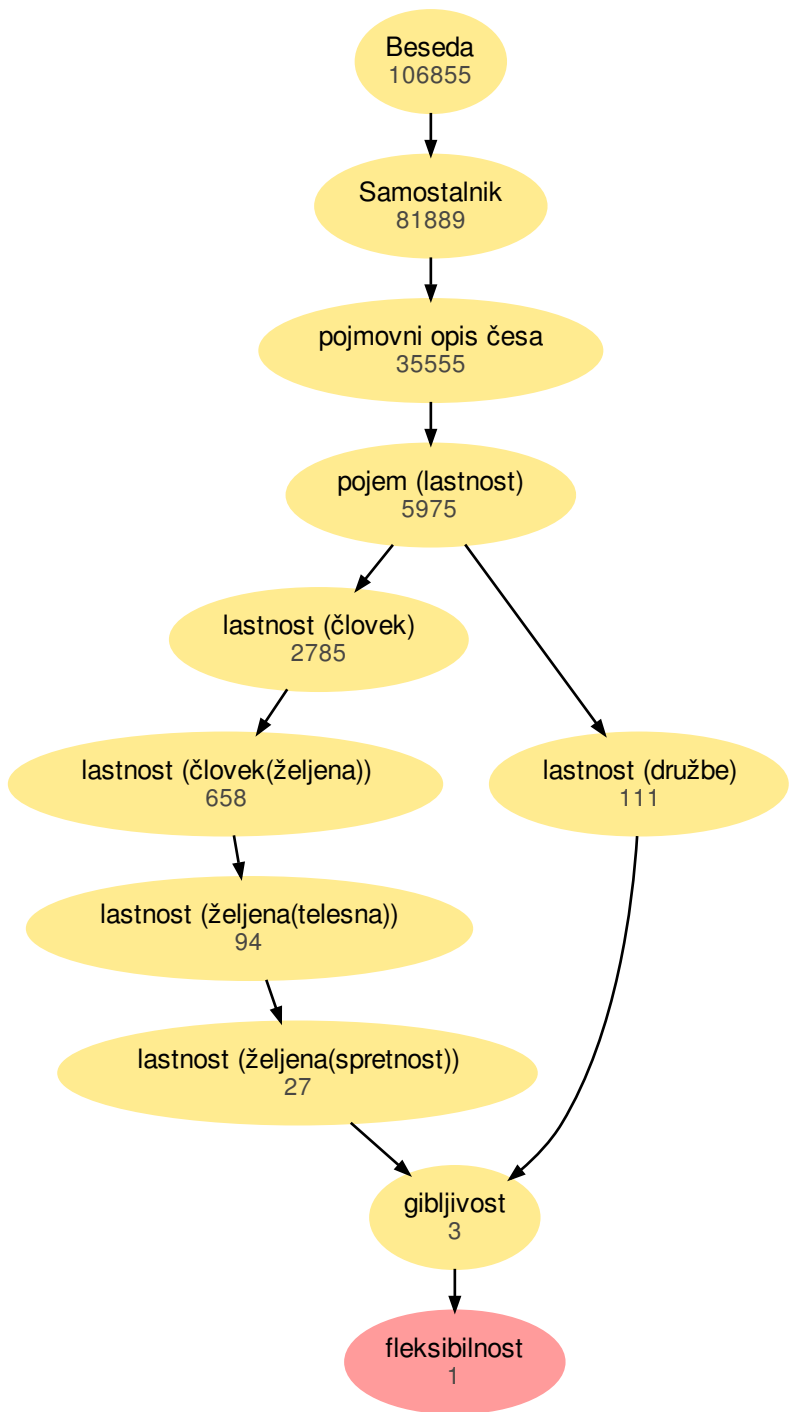 Beseda
106855
Samostalnik
81889
pojmovni opis česa
35555
pojem (lastnost)
5975
lastnost (človek)
2785
lastnost (človek(željena))
658
lastnost (družbe)
111
lastnost (željena(telesna))
94
lastnost (željena(spretnost))
27
gibljivost
3
fleksibilnost
1